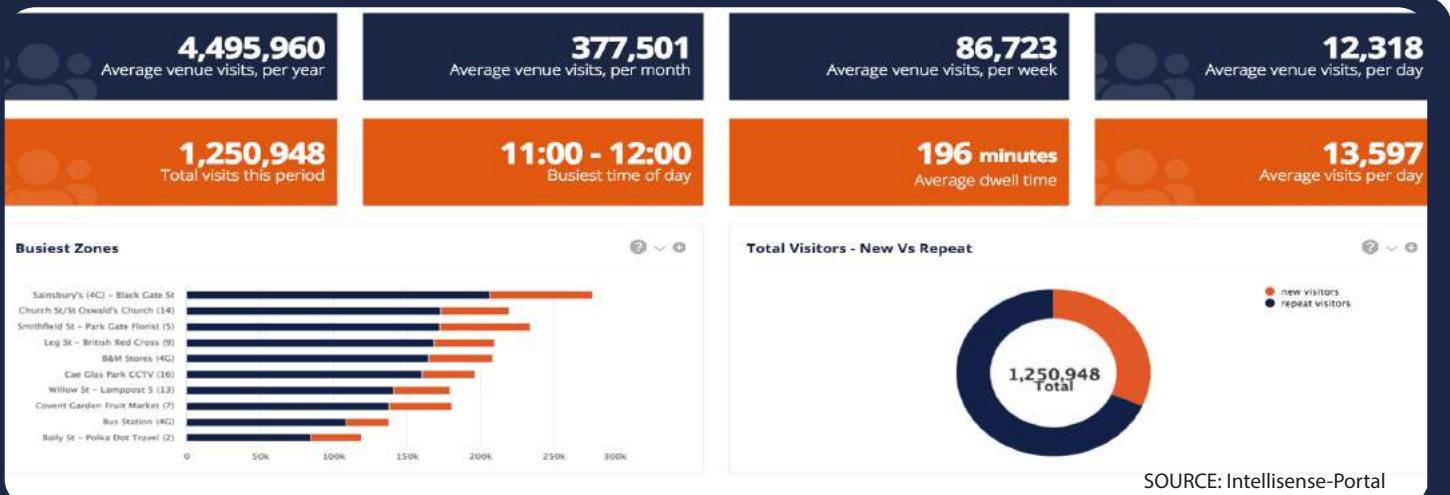 4,495,960
Average venue visits, per year
377,501
Average venue visits, per month
86,723
Average venue visits, per week
12,318
Average venue visits, per day
1,250,948
Total visits this period
11:00 - 12:00
Busiest time of day
196 minutes
Average dwell time
13,597
Average visits per day
Busiest Zones
Sainsbury's (4G) – Black Gate St
Church St/St Oswald's Church (14)
Smithfield St – Park Gate Florist (5)
Leg St – British Red Cross (9)
B&M Stores (4G)
Cae Glas Park CCTV (16)
Willow St – Lamppost 5 (13)
Covent Garden Fruit Market (7)
Bus Station (4G)
Baily St – Polka Dot Travel (2)
0 50k 100k 150k 200k 250k 300k
Total Visitors - New Vs Repeat
new visitors
repeat visitors
1,250,948
Total
SOURCE: Intellisense-Portal